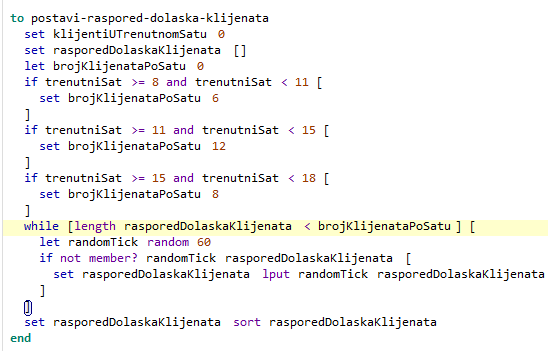 to postavi-raspored-dolaska-klijenata
  set klijentiUTrenutnomSatu 0
  set rasporedDolaskaKlijenata []
  let brojKlijenataPoSatu 0
  if trenutniSat >= 8 and trenutniSat < 11 [
    set brojKlijenataPoSatu 6
  ]
  if trenutniSat >= 11 and trenutniSat < 15 [
    set brojKlijenataPoSatu 12
  ]
  if trenutniSat >= 15 and trenutniSat < 18 [
    set brojKlijenataPoSatu 8
  ]
  while [length rasporedDolaskaKlijenata < brojKlijenataPoSatu ] [
    let randomTick random 60
    if not member? randomTick rasporedDolaskaKlijenata [
      set rasporedDolaskaKlijenata lput randomTick rasporedDolaskaKlijenata
    ]
  ]
  set rasporedDolaskaKlijenata sort rasporedDolaskaKlijenata
end